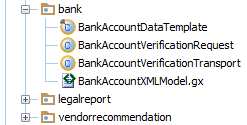 bank
BankAccountDataTemplate
BankAccountVerificationRequest
BankAccountVerificationTransport
BankAccountXMLModel.gx
legalreport
vendorrecommendation